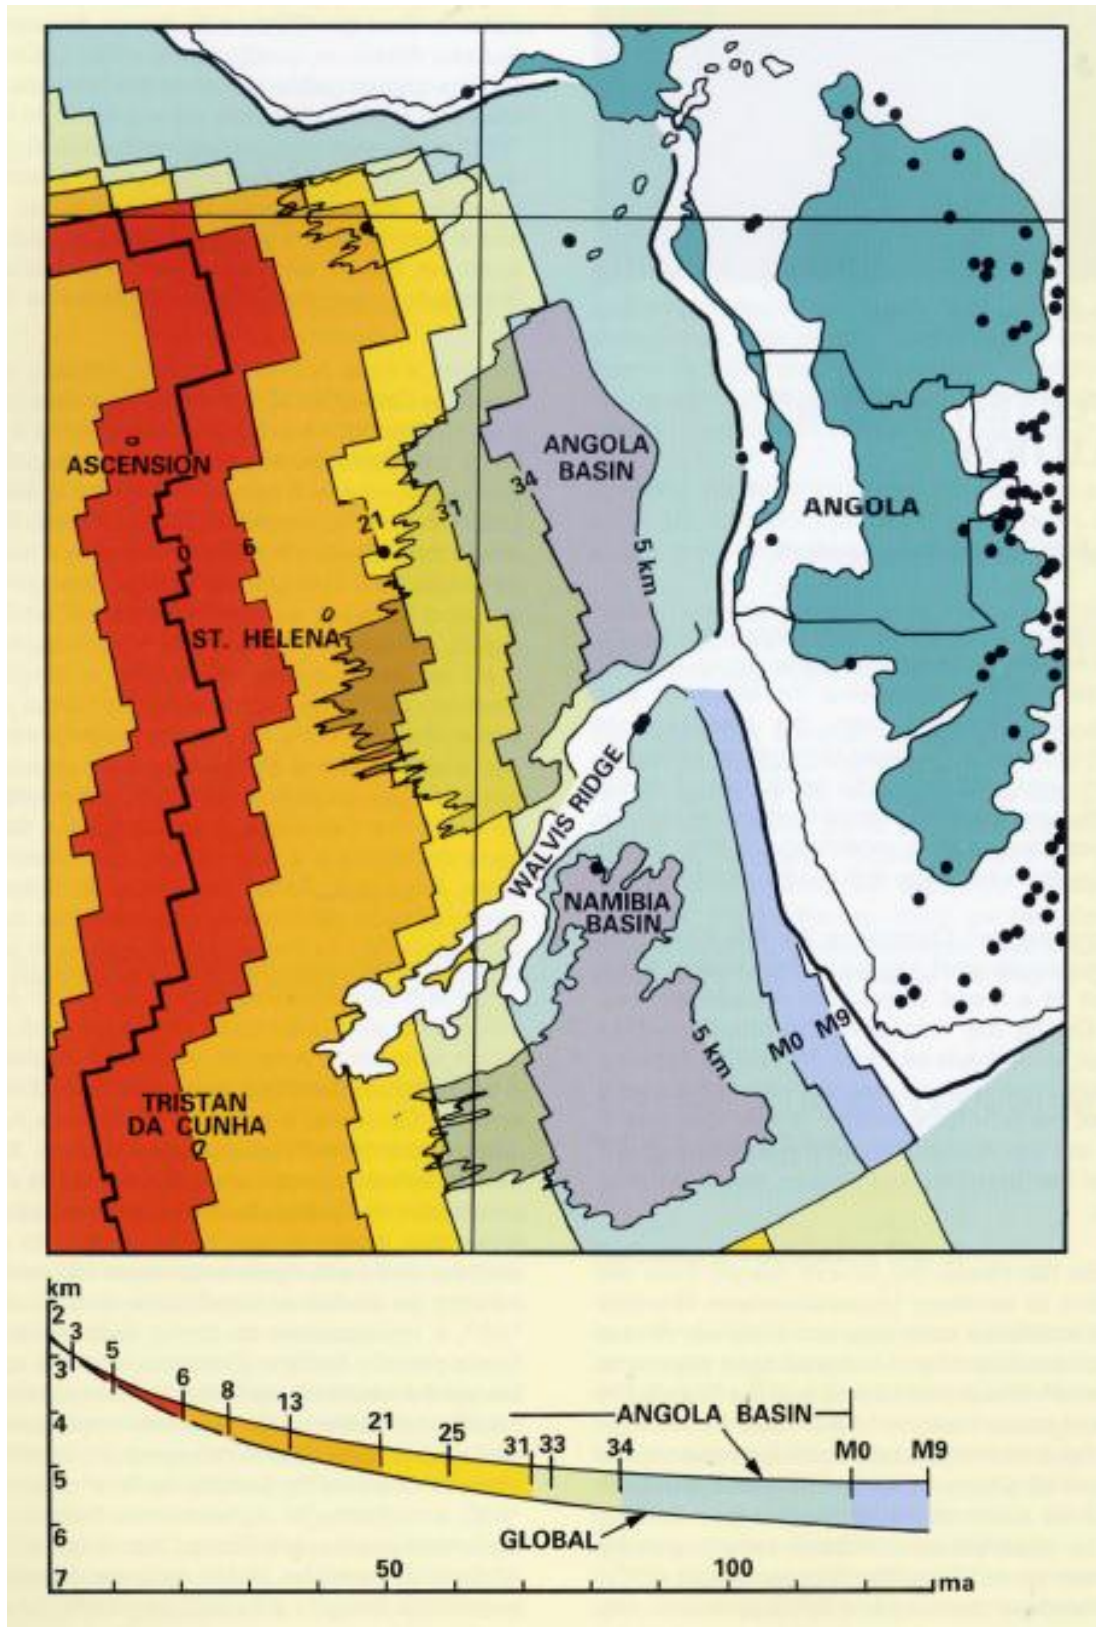 ANGOLA
BASIN
34
ASCENSION
31
21
ANGOLA
6
5 km
ST. HELENA
WALVIS RIDGE
NAMIBIA
BASIN
M0 M9
5 km
TRISTAN
DA CUNHA
km
2
3
3
5
6
8
13
21
25
31
33
34
ANGOLA BASIN
M0
M9
4
5
6
GLOBAL
7
50
100
ma